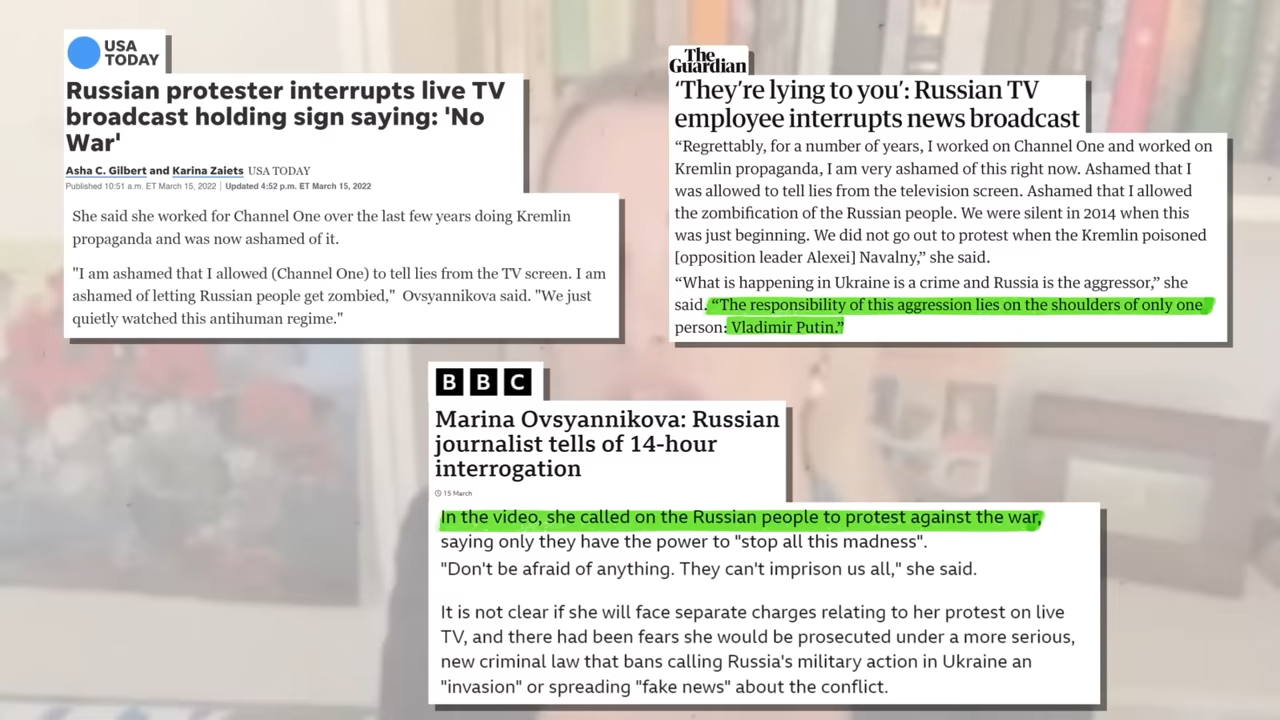 USA
TODAY
Russian protester interrupts live TV
broadcast holding sign saying: 'No
War'
Asha C. Gilbert and Karina Zaiets USA TODAY
Published 10:51 a.m. ET March 15, 2022 | Updated 4:52 p.m. ET March 15, 2022
She said she worked for Channel One over the last few years doing Kremlin
propaganda and was now ashamed of it.
"I am ashamed that I allowed (Channel One) to tell lies from the TV screen. I am
ashamed of letting Russian people get zombied," Ovsyannikova said. "We just
quietly watched this antihuman regime."
The
Guardian
‘They’re lying to you’: Russian TV
employee interrupts news broadcast
“Regrettably, for a number of years, I worked on Channel One and worked on
Kremlin propaganda, I am very ashamed of this right now. Ashamed that I
was allowed to tell lies from the television screen. Ashamed that I allowed
the zombification of the Russian people. We were silent in 2014 when this
was just beginning. We did not go out to protest when the Kremlin poisoned
[opposition leader Alexei] Navalny,” she said.
“What is happening in Ukraine is a crime and Russia is the aggressor,” she
said. “The responsibility of this aggression lies on the shoulders of only one
person: Vladimir Putin.”
BBC
Marina Ovsyannikova: Russian
journalist tells of 14-hour
interrogation
15 March
In the video, she called on the Russian people to protest against the war,
saying only they have the power to "stop all this madness".
"Don't be afraid of anything. They can't imprison us all," she said.
It is not clear if she will face separate charges relating to her protest on live
TV, and there had been fears she would be prosecuted under a more serious,
new criminal law that bans calling Russia's military action in Ukraine an
"invasion" or spreading "fake news" about the conflict.